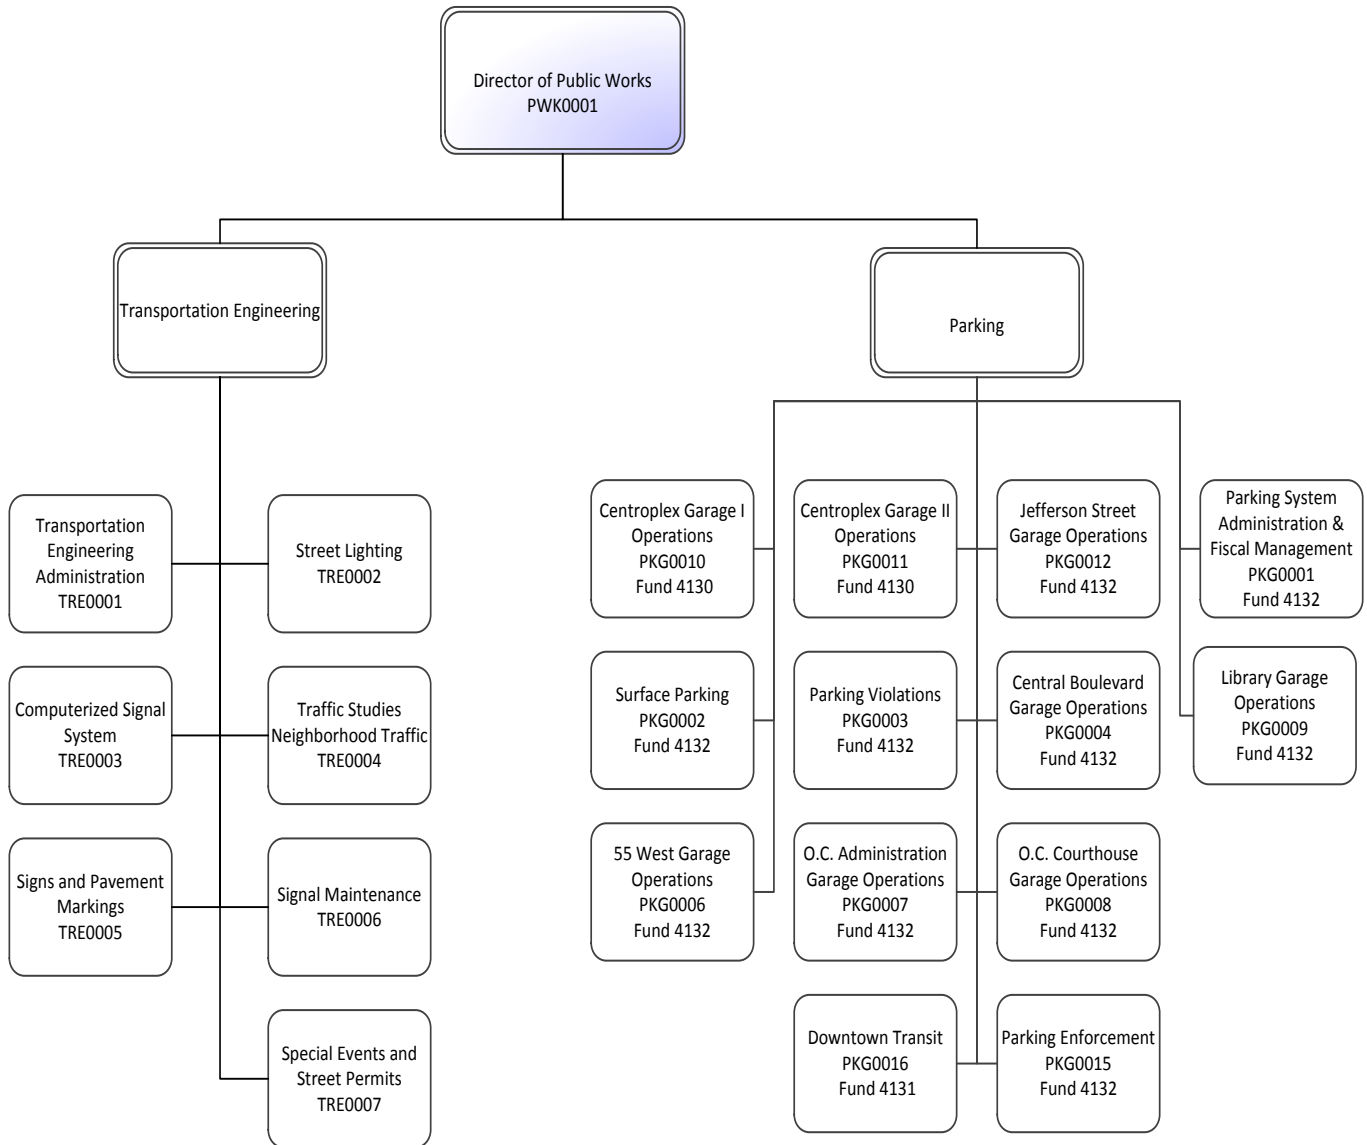 Director of Public Works
PWK0001
Transportation Engineering
Parking
Transportation
Engineering
Administration
TRE0001
Street Lighting
TRE0002
Computerized Signal
System
TRE0003
Traffic Studies
Neighborhood Traffic
TRE0004
Signs and Pavement
Markings
TRE0005
Signal Maintenance
TRE0006
Special Events and
Street Permits
TRE0007
Centroplex Garage I
Operations
PKG0010
Fund 4130
Centroplex Garage II
Operations
PKG0011
Fund 4130
Jefferson Street
Garage Operations
PKG0012
Fund 4132
Parking System
Administration &
Fiscal Management
PKG0001
Fund 4132
Surface Parking
PKG0002
Fund 4132
Parking Violations
PKG0003
Fund 4132
Central Boulevard
Garage Operations
PKG0004
Fund 4132
Library Garage
Operations
PKG0009
Fund 4132
55 West Garage
Operations
PKG0006
Fund 4132
O.C. Administration
Garage Operations
PKG0007
Fund 4132
O.C. Courthouse
Garage Operations
PKG0008
Fund 4132
Downtown Transit
PKG0016
Fund 4131
Parking Enforcement
PKG0015
Fund 4132